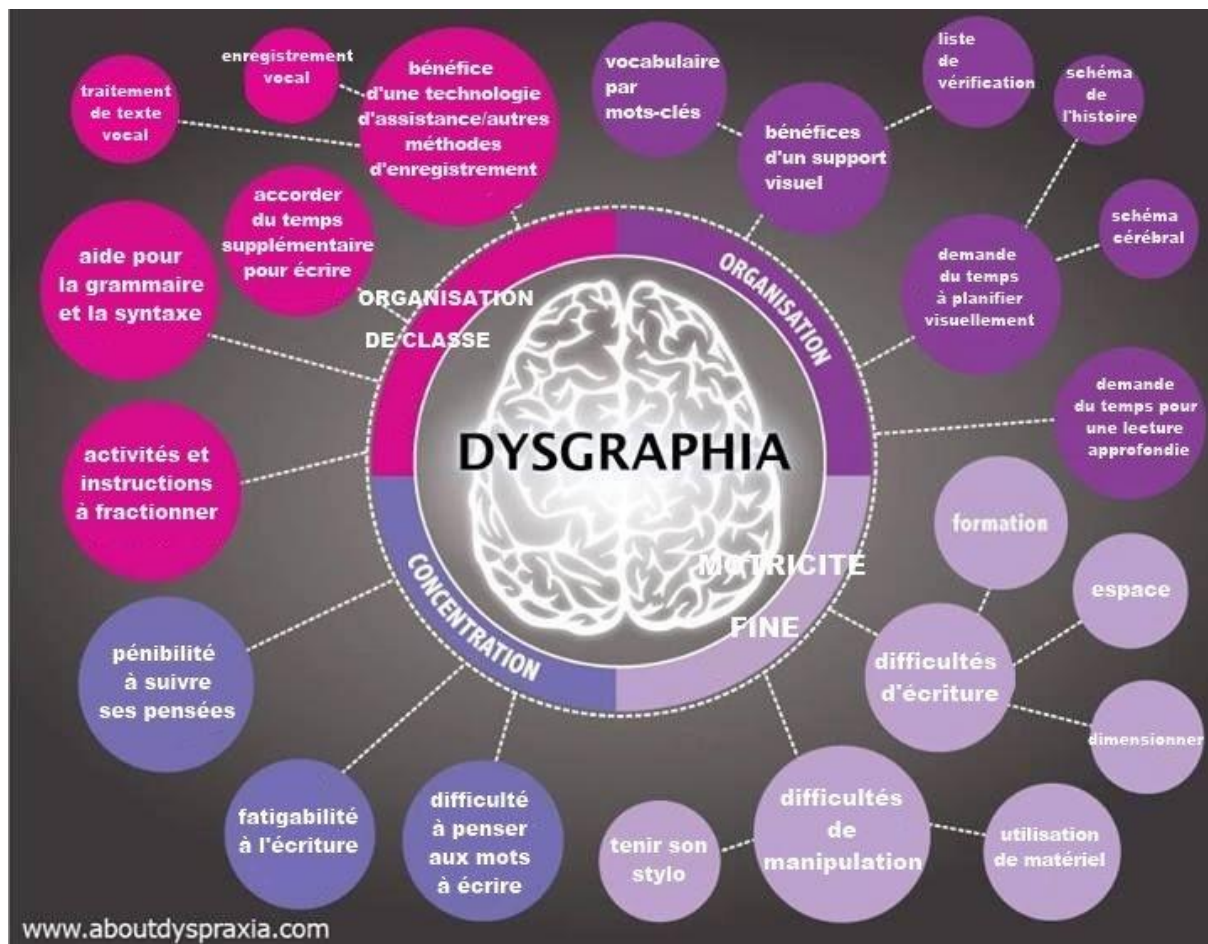 enregistrement
vocal
traitement
de texte
vocal
bénéfice
d'une technologie
d'assistance/autres
méthodes
d'enregistrement
accorder
du temps
supplémentaire
pour écrire
aide pour
la grammaire
et la syntaxe
activités et
instructions
à fractionner
ORGANISATION
DE CLASSE
vocabulaire
par
mots-clés
bénéfices
d'un support
visuel
liste
de
vérification
schéma
de
l'histoire
schéma
cérébral
demande
du temps
à planifier
visuellement
demande
du temps pour
une lecture
approfondie
ORGANISATION
DYSGRAPHIA
CONCENTRATION
pénibilité
à suivre
ses pensées
fatigabilité
à l'écriture
difficulté
à penser
aux mots
à écrire
MOTRICITE
FINE
formation
espace
difficultés
d'écriture
dimensionner
difficultés
de
manipulation
tenir son
stylo
utilisation
de matériel
www.aboutdyspraxia.com